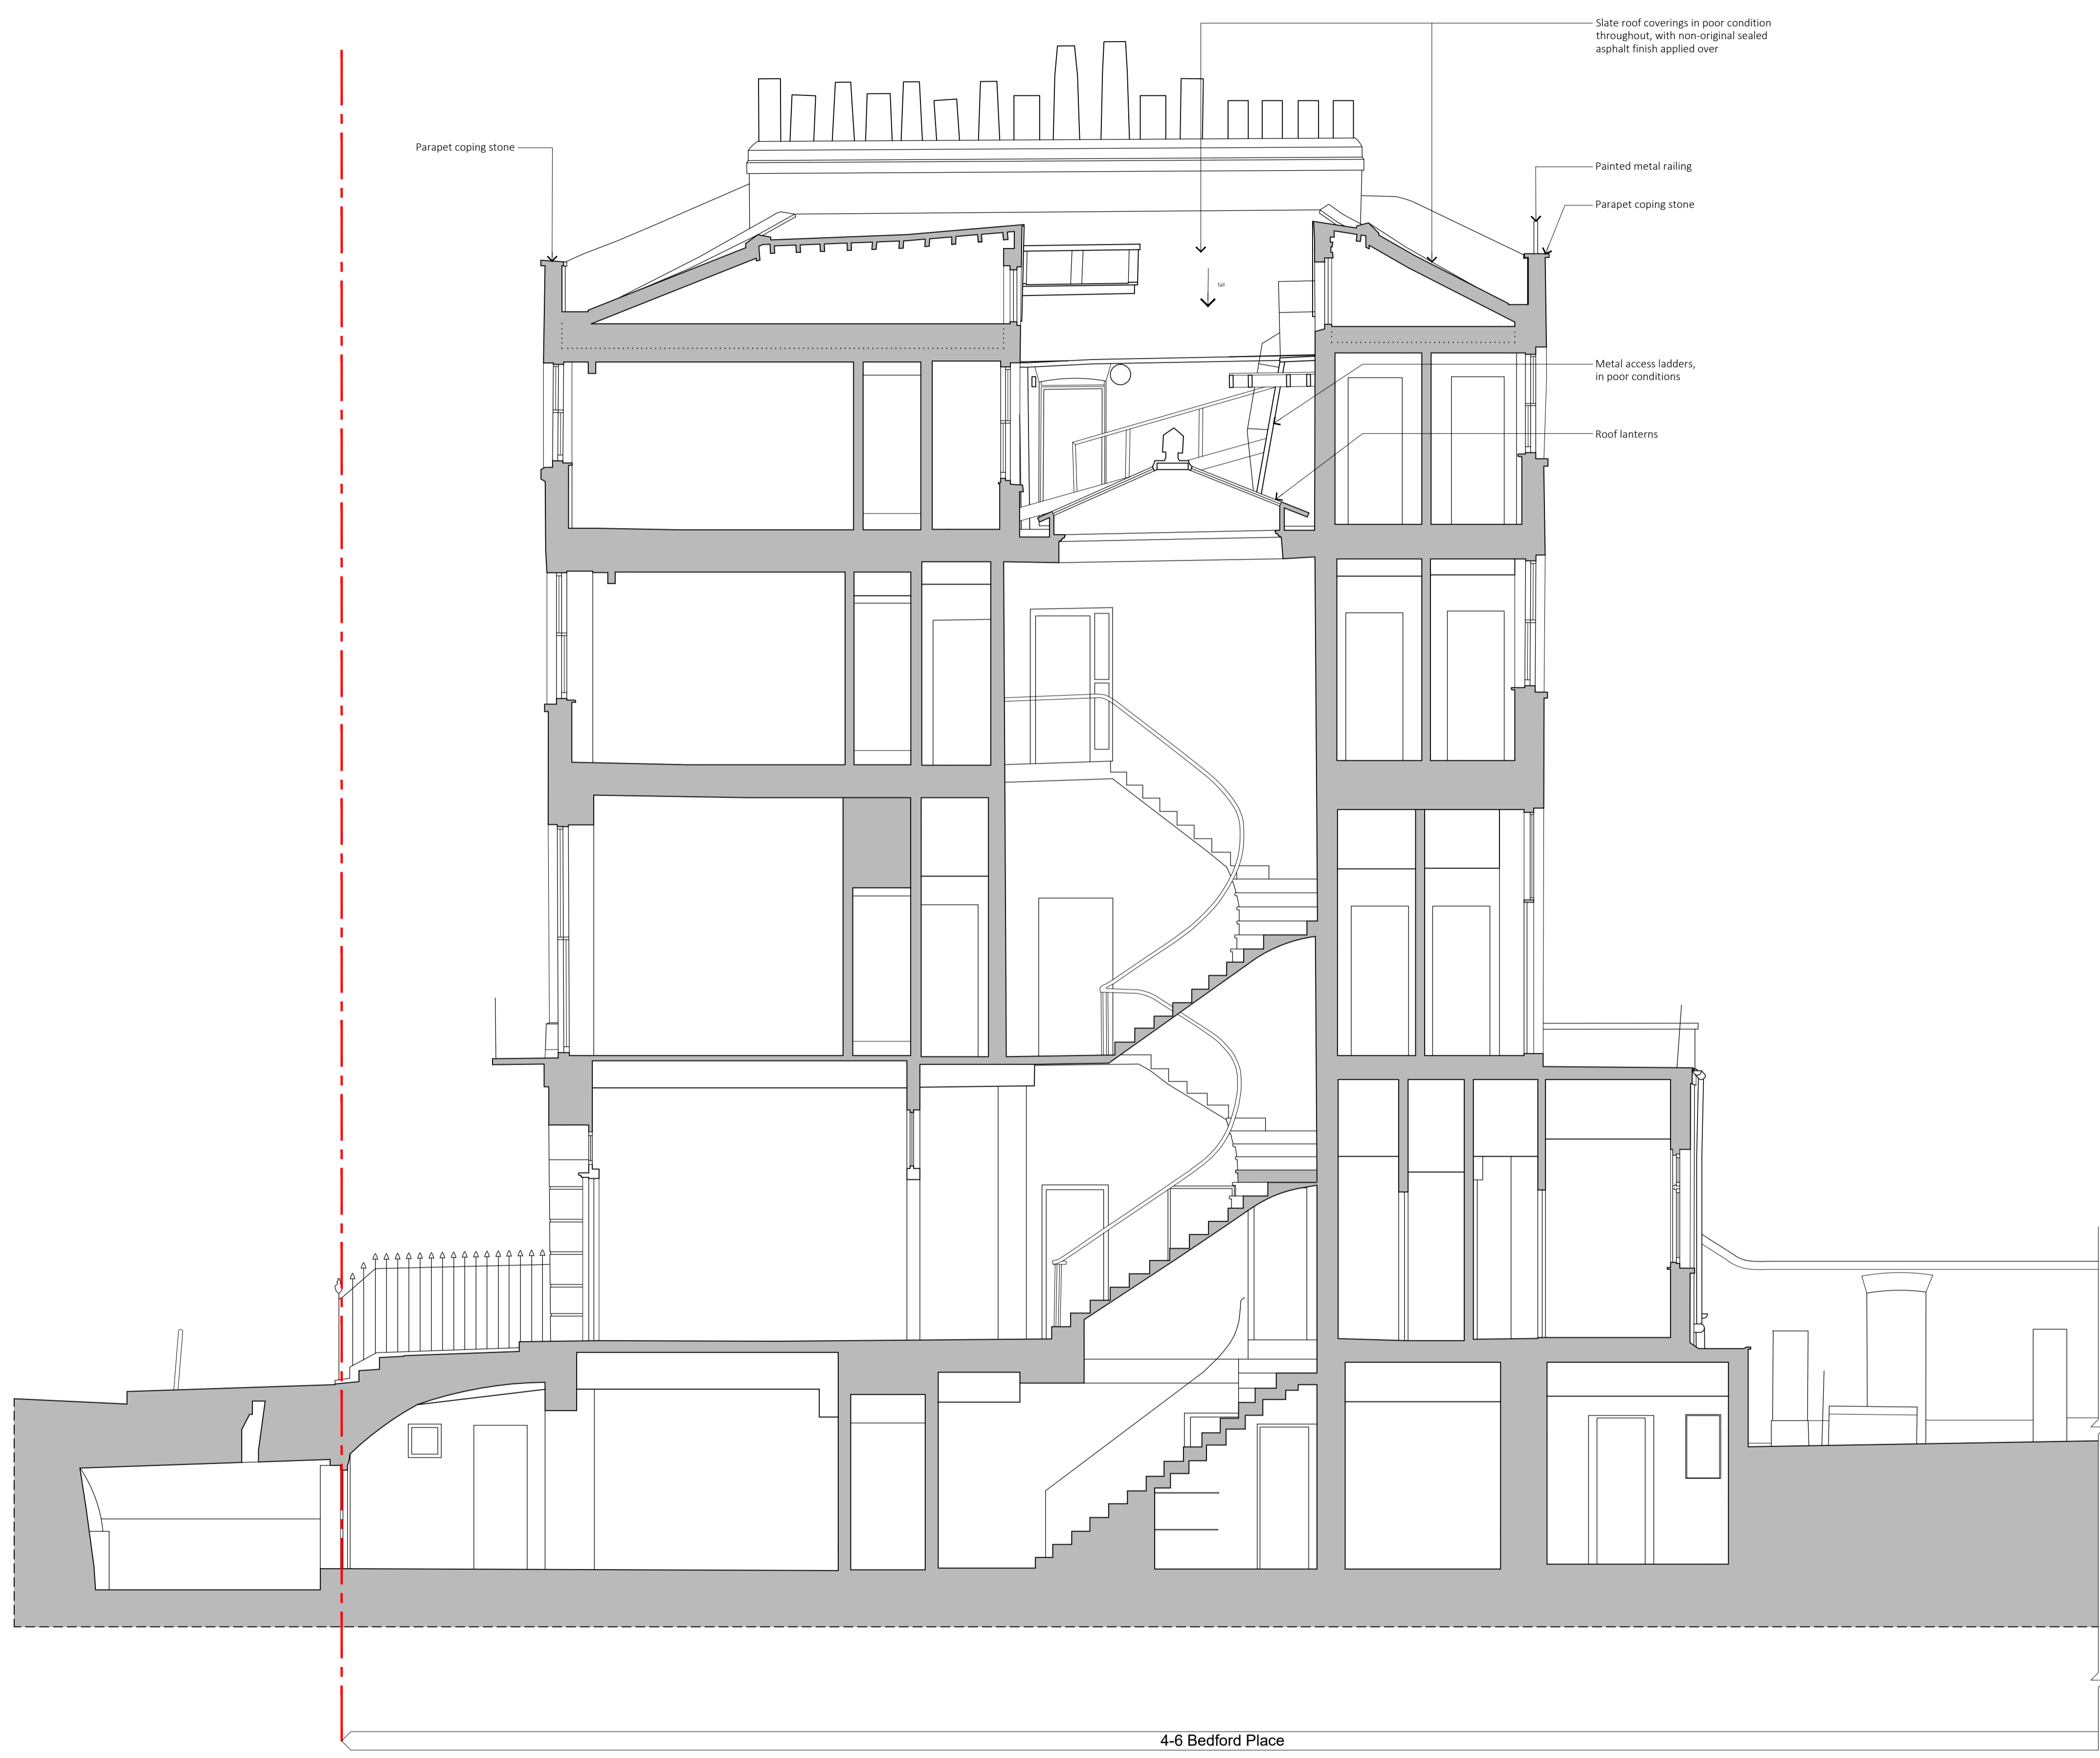 Slate roof coverings in poor condition
throughout, with non-original sealed
asphalt finish applied over
Parapet coping stone
Painted metal railing
Parapet coping stone
fall
Metal access ladders,
in poor conditions
Roof lanterns
4-6 Bedford Place